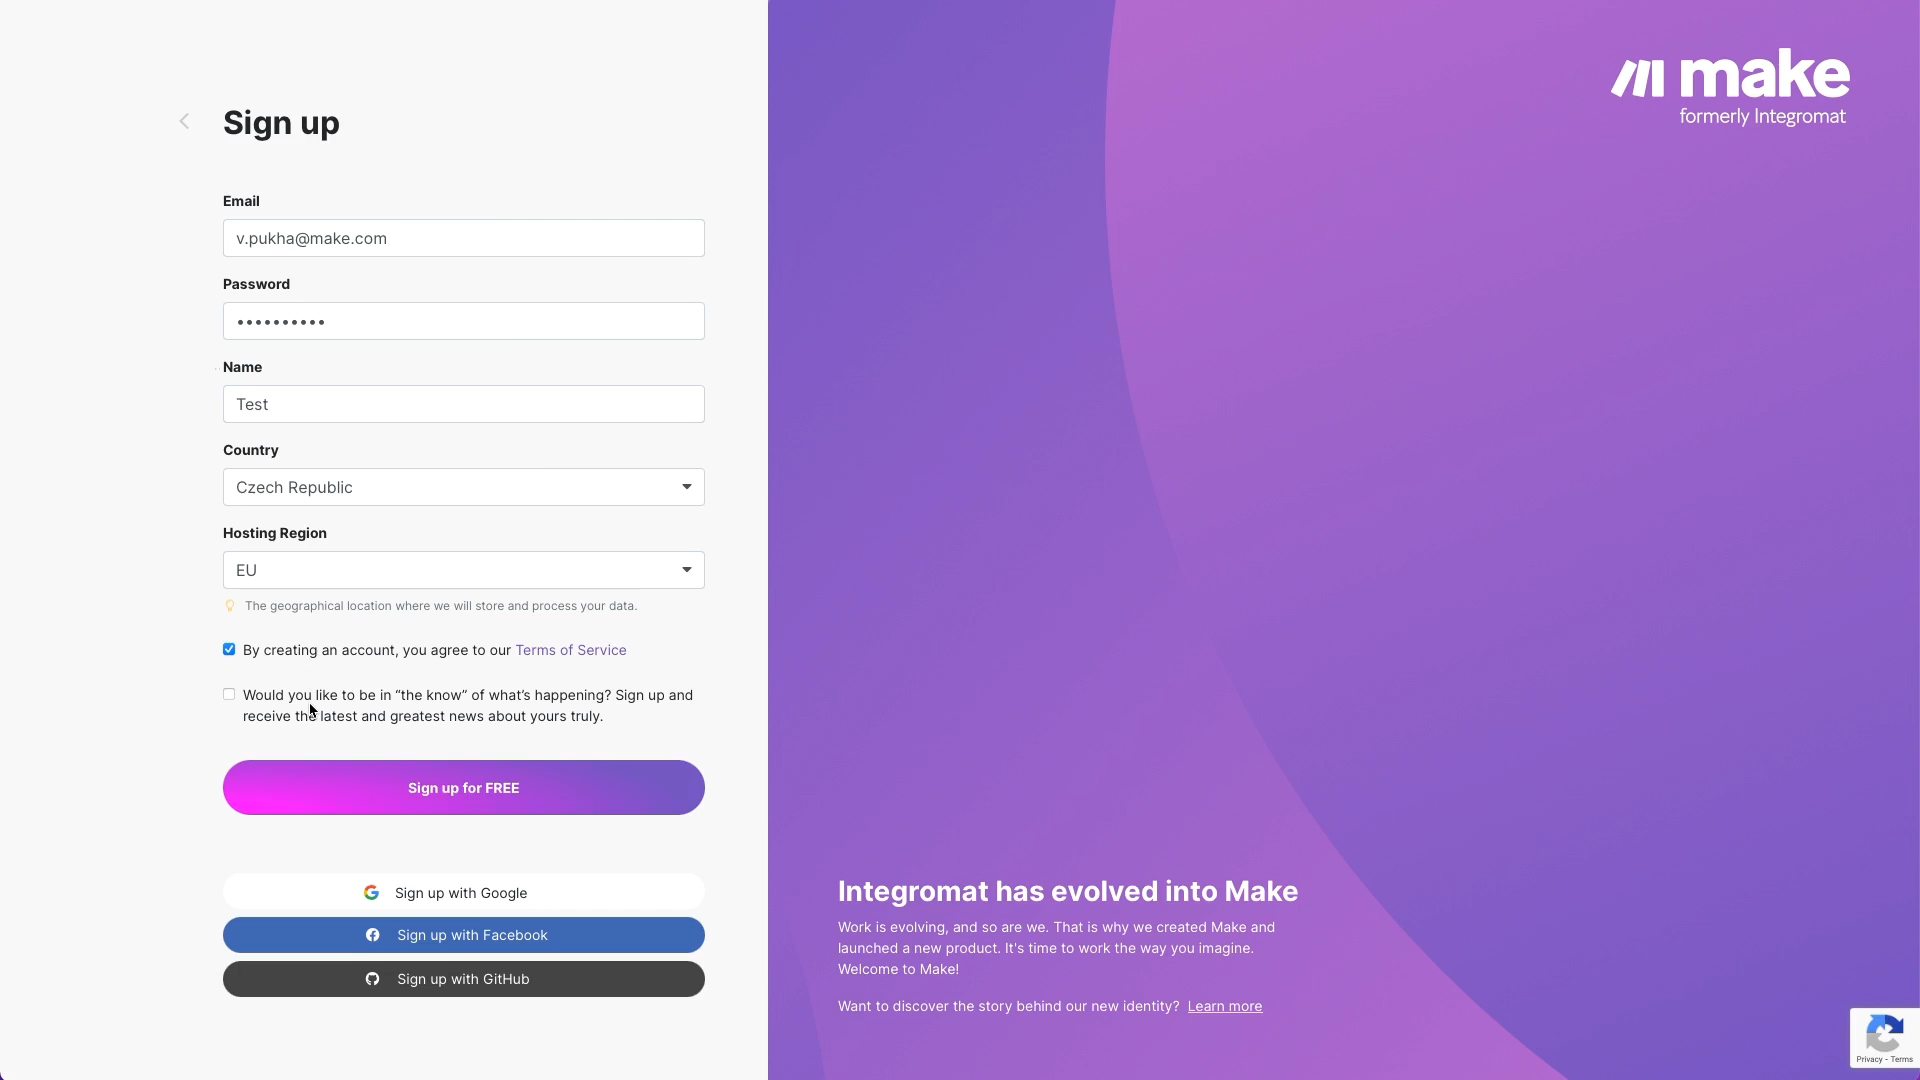 Sign up
Email
v.pukha@make.com
Password
••••••••••
Name
Test
Country
Czech Republic
Hosting Region
EU
The geographical location where we will store and process your data.
By creating an account, you agree to our Terms of Service
Would you like to be in “the know” of what’s happening? Sign up and
receive the latest and greatest news about yours truly.
Sign up for FREE
Sign up with Google
Sign up with Facebook
Sign up with GitHub
make
formerly Integromat
Integromat has evolved into Make
Work is evolving, and so are we. That is why we created Make and
launched a new product. It's time to work the way you imagine.
Welcome to Make!
Want to discover the story behind our new identity? Learn more
Privacy - Terms